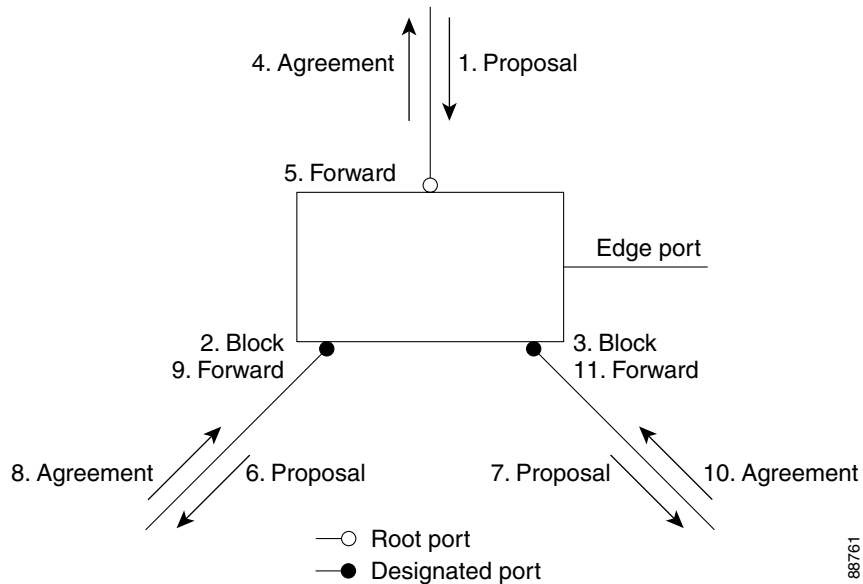 4. Agreement
1. Proposal
5. Forward
Edge port
2. Block
9. Forward
3. Block
11. Forward
8. Agreement
6. Proposal
7. Proposal
10. Agreement
Root port
Designated port
88761